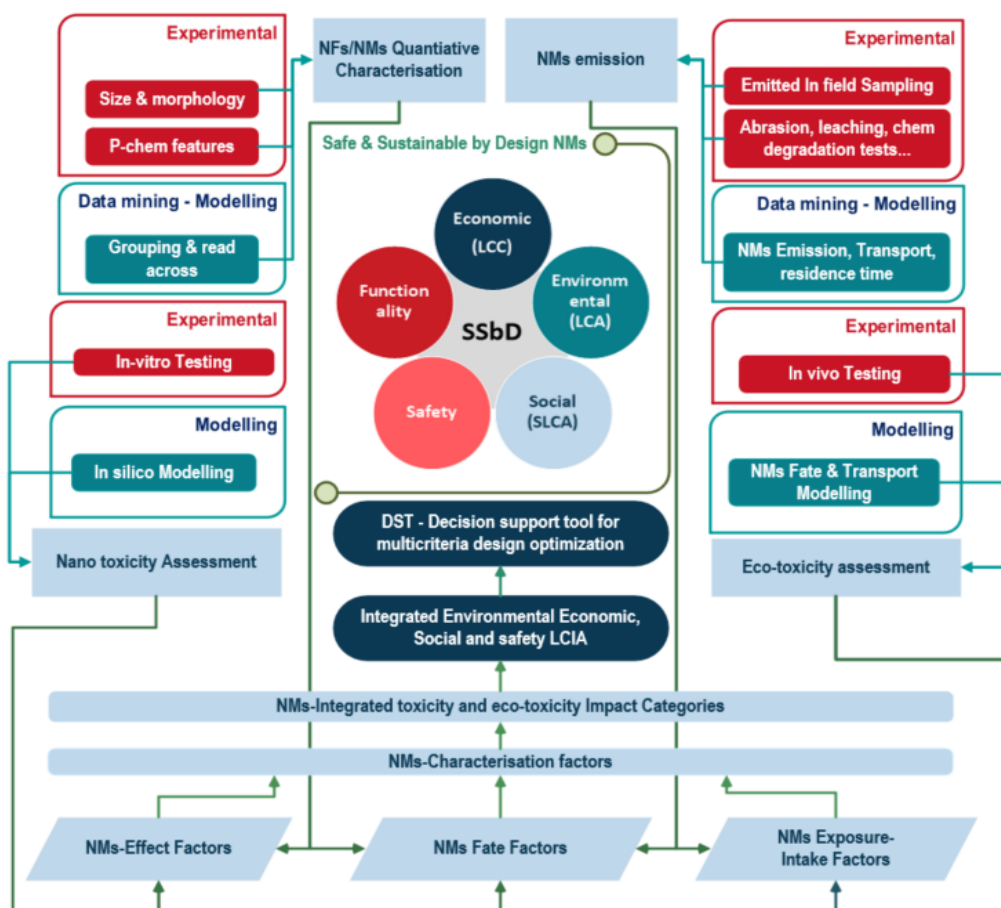 Experimental
Size & morphology
P-chem features
Data mining - Modelling
Grouping & read
across
Experimental
In-vitro Testing
Modelling
In silico Modelling
Nano toxicity Assessment
NFs/NMs Quantiative
Characterisation
NMs emission
Safe & Sustainable by Design NMs
Economic
(LCC)
Function
ality
Environm
ental
(LCA)
SSbD
Safety
Social
(SLCA)
DST - Decision support tool for
multicriteria design optimization
Integrated Environmental Economic,
Social and safety LCIA
Experimental
Emitted In field Sampling
Abrasion, leaching, chem
degradation tests...
Data mining - Modelling
NMs Emission, Transport,
residence time
Experimental
In vivo Testing
Modelling
NMs Fate & Transport
Modelling
Eco-toxicity assessment
NMs-Integrated toxicity and eco-toxicity Impact Categories
NMs-Characterisation factors
NMs-Effect Factors
NMs Fate Factors
NMs Exposure-
Intake Factors